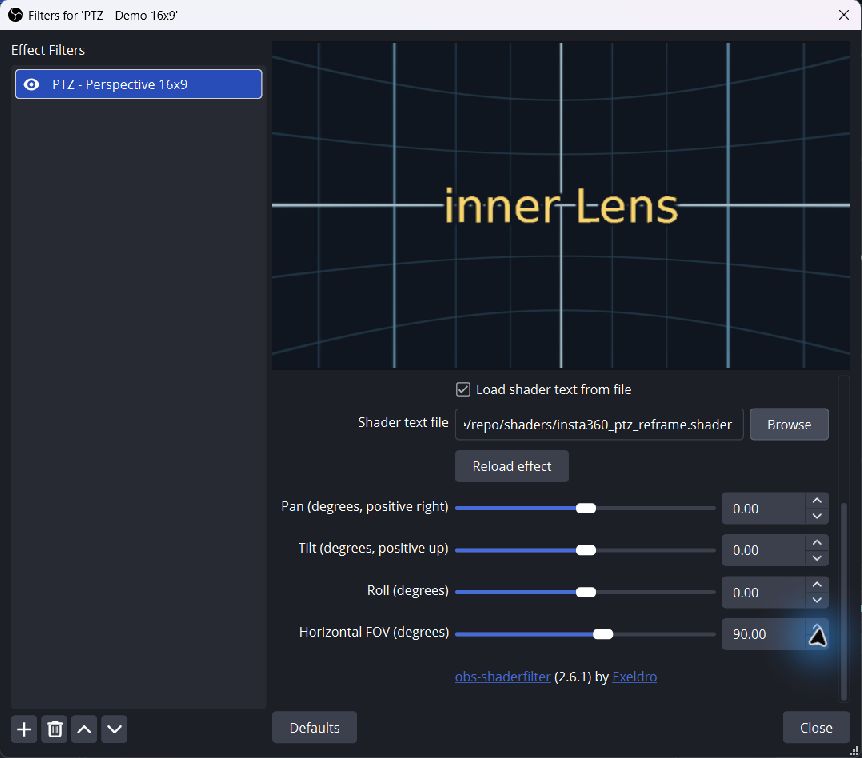 Filters for 'PTZ - Demo 16x9'
Effect Filters
PTZ - Perspective 16x9
inner Lens
Load shader text from file
Shader text file
/repo/shaders/insta360_ptz_reframe.shader
Browse
Reload effect
Pan (degrees, positive right)
0.00
Tilt (degrees, positive up)
0.00
Roll (degrees)
0.00
Horizontal FOV (degrees)
90.00
obs-shaderfilter (2.6.1) by Exeldro
Defaults
Close